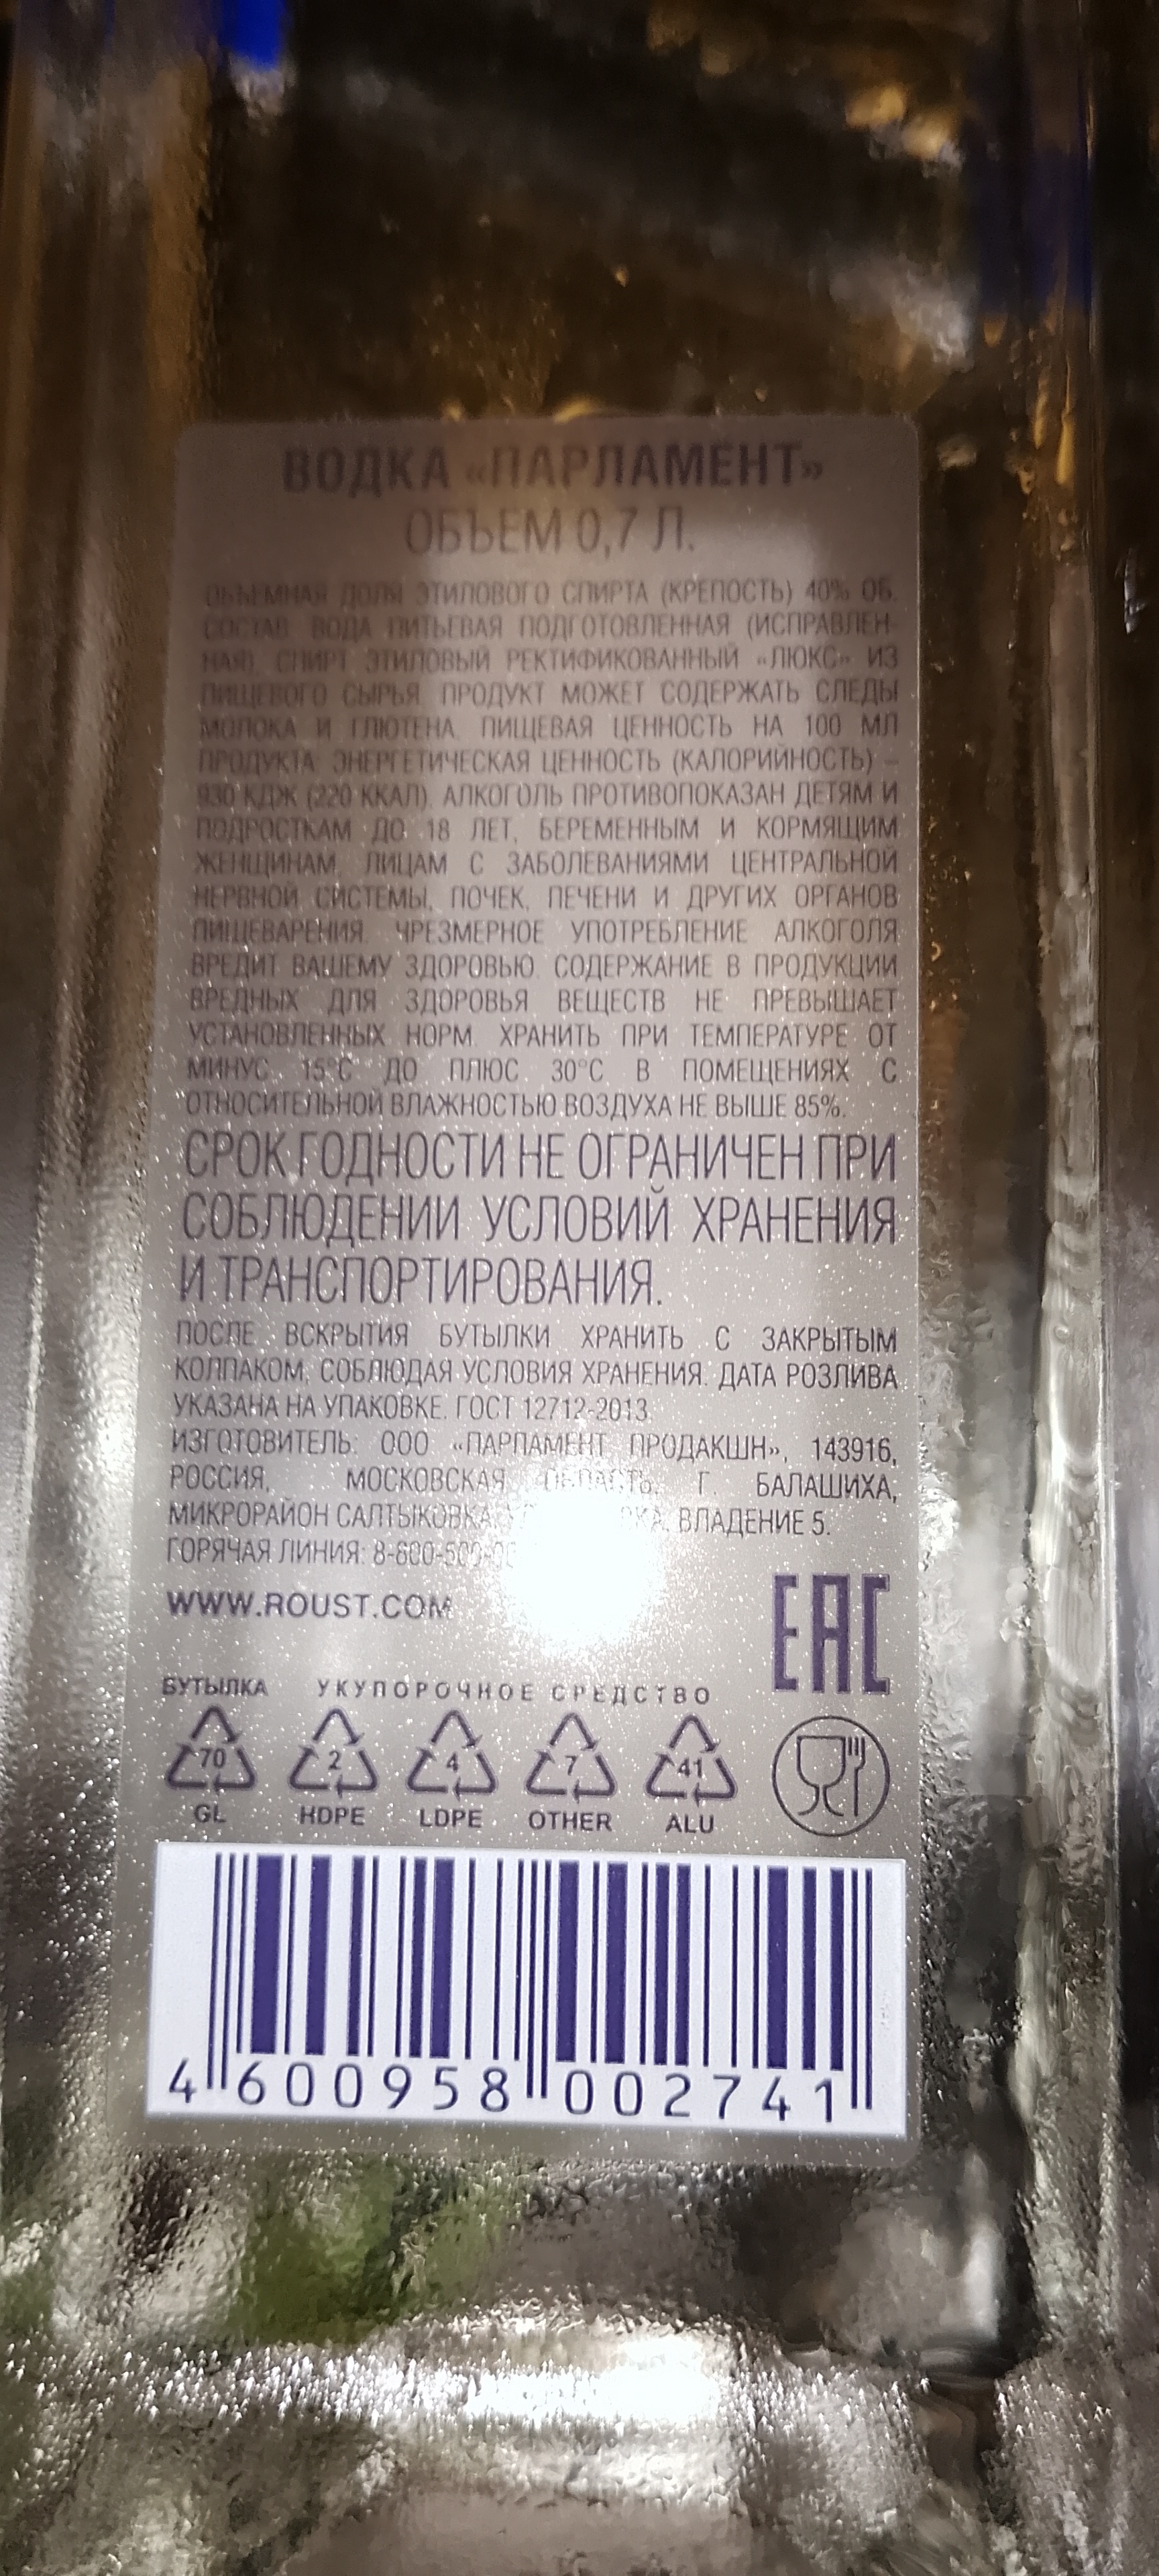 ВОДКА «ПАРЛАМЕНТ»
ОБЪЕМ 0,7 Л.
ОБЪЕМНАЯ ДОЛЯ ЭТИЛОВОГО СПИРТА (КРЕПОСТЬ) 40% ОБ.
СОСТАВ: ВОДА ПИТЬЕВАЯ ПОДГОТОВЛЕННАЯ (ИСПРАВЛЕН-
НАЯ), СПИРТ ЭТИЛОВЫЙ РЕКТИФИКОВАННЫЙ «ЛЮКС» ИЗ
ПИЩЕВОГО СЫРЬЯ. ПРОДУКТ МОЖЕТ СОДЕРЖАТЬ СЛЕДЫ
МОЛОКА И ГЛЮТЕНА. ПИЩЕВАЯ ЦЕННОСТЬ НА 100 МЛ
ПРОДУКТА: ЭНЕРГЕТИЧЕСКАЯ ЦЕННОСТЬ (КАЛОРИЙНОСТЬ) –
930 КДЖ (220 ККАЛ). АЛКОГОЛЬ ПРОТИВОПОКАЗАН ДЕТЯМ И
ПОДРОСТКАМ ДО 18 ЛЕТ, БЕРЕМЕННЫМ И КОРМЯЩИМ
ЖЕНЩИНАМ, ЛИЦАМ С ЗАБОЛЕВАНИЯМИ ЦЕНТРАЛЬНОЙ
НЕРВНОЙ СИСТЕМЫ, ПОЧЕК, ПЕЧЕНИ И ДРУГИХ ОРГАНОВ
ПИЩЕВАРЕНИЯ. ЧРЕЗМЕРНОЕ УПОТРЕБЛЕНИЕ АЛКОГОЛЯ
ВРЕДИТ ВАШЕМУ ЗДОРОВЬЮ. СОДЕРЖАНИЕ В ПРОДУКЦИИ
ВРЕДНЫХ ДЛЯ ЗДОРОВЬЯ ВЕЩЕСТВ НЕ ПРЕВЫШАЕТ
УСТАНОВЛЕННЫХ НОРМ. ХРАНИТЬ ПРИ ТЕМПЕРАТУРЕ ОТ
МИНУС 15°С ДО ПЛЮС 30°С В ПОМЕЩЕНИЯХ С
ОТНОСИТЕЛЬНОЙ ВЛАЖНОСТЬЮ ВОЗДУХА НЕ ВЫШЕ 85%.
СРОК ГОДНОСТИ НЕ ОГРАНИЧЕН ПРИ
СОБЛЮДЕНИИ УСЛОВИЙ ХРАНЕНИЯ
И ТРАНСПОРТИРОВАНИЯ.
ПОСЛЕ ВСКРЫТИЯ БУТЫЛКИ ХРАНИТЬ С ЗАКРЫТЫМ
КОЛПАКОМ, СОБЛЮДАЯ УСЛОВИЯ ХРАНЕНИЯ. ДАТА РОЗЛИВА
УКАЗАНА НА УПАКОВКЕ. ГОСТ 12712-2013.
ИЗГОТОВИТЕЛЬ: ООО «ПАРЛАМЕНТ ПРОДАКШН», 143916,
РОССИЯ, МОСКОВСКАЯ ОБЛАСТЬ, Г. БАЛАШИХА,
МИКРОРАЙОН САЛТЫКОВКА, ВЛАДЕНИЕ 5.
ГОРЯЧАЯ ЛИНИЯ:
WWW.ROUST.COM
EAC
БУТЫЛКА УКУПОРОЧНОЕ СРЕДСТВО
70 2 4 7 41
GL HDPE LDPE OTHER ALU
4 600958 002741